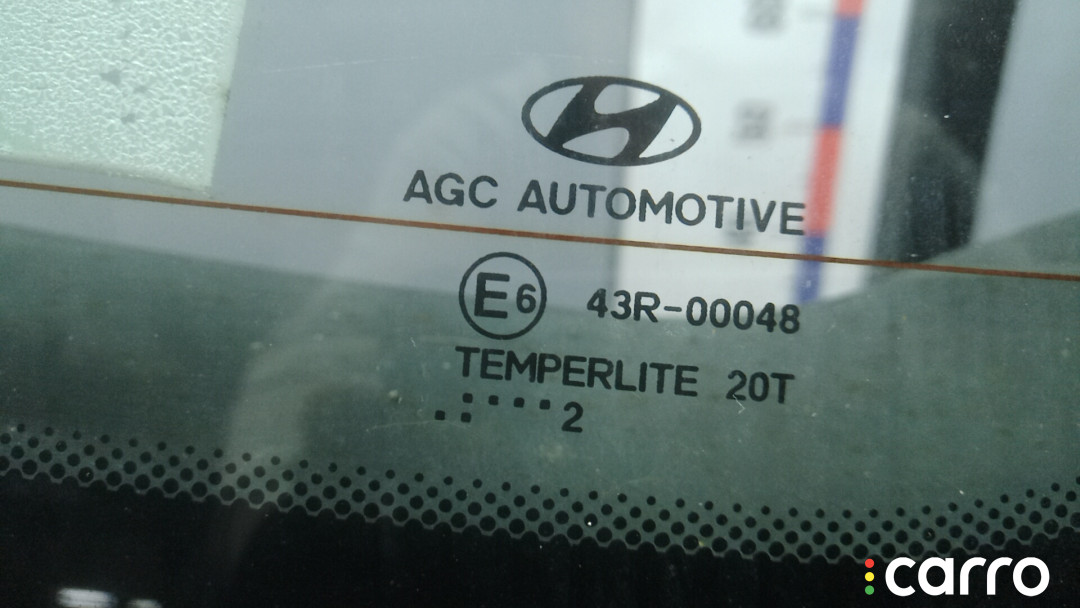 AGC AUTOMOTIVE
E6 43R-00048
TEMPERLITE 20T
.:˙˙˙˙2
carro